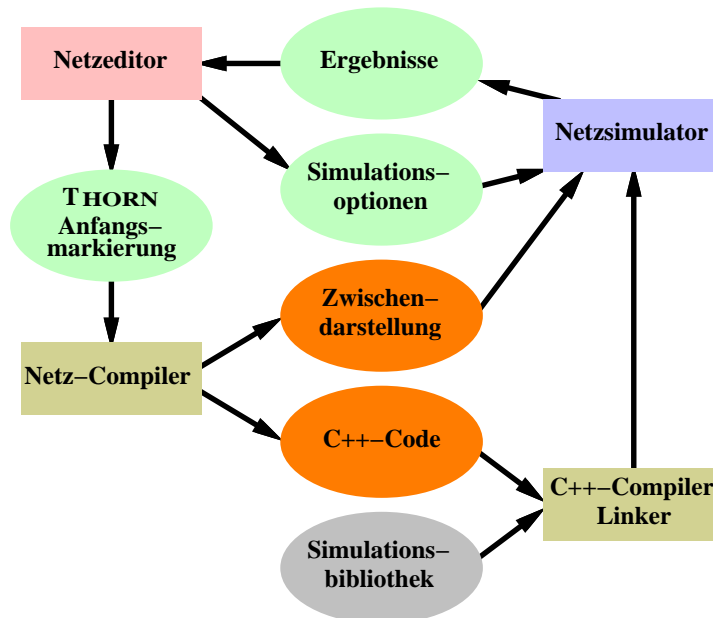 Netzeditor
Ergebnisse
Netzsimulator
Simulations−
optionen
THORN
Anfangs−
markierung
Zwischen−
darstellung
Netz−Compiler
C++−Code
C++−Compiler
Linker
Simulations−
bibliothek